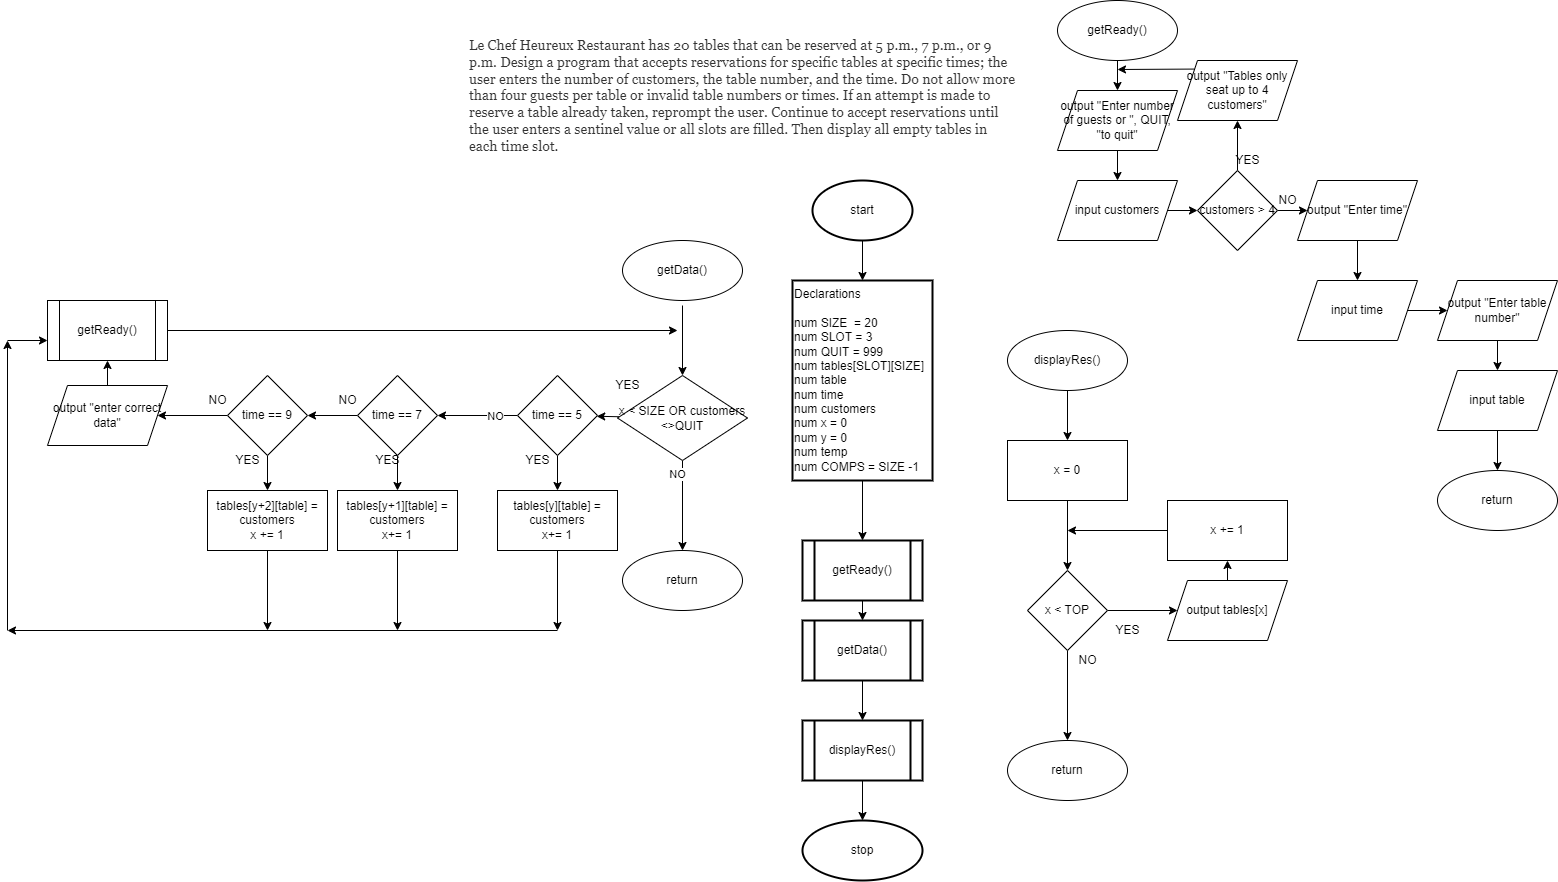 Le Chef Heureux Restaurant has 20 tables that can be reserved at 5 p.m., 7 p.m., or 9
p.m. Design a program that accepts reservations for specific tables at specific times; the
user enters the number of customers, the table number, and the time. Do not allow more
than four guests per table or invalid table numbers or times. If an attempt is made to
reserve a table already taken, reprompt the user. Continue to accept reservations until
the user enters a sentinel value or all slots are filled. Then display all empty tables in
each time slot.
getReady()
output "Tables only
seat up to 4
customers"
output "Enter number
of guests or ", QUIT,
"to quit"
YES
input customers
customers > 4
NO
output "Enter time"
input time
output "Enter table
number"
input table
return
start
Declarations
num SIZE  = 20
num SLOT = 3
num QUIT = 999
num tables[SLOT][SIZE]
num table
num time
num customers
num x = 0
num y = 0
num temp
num COMPS = SIZE -1
getReady()
getData()
displayRes()
stop
getData()
getReady()
YES
x < SIZE OR customers
<>QUIT
NO
time == 5
NO
time == 7
NO
time == 9
NO
output "enter correct
data"
YES
YES
YES
tables[y+2][table] =
customers
x += 1
tables[y+1][table] =
customers
x+= 1
tables[y][table] =
customers
x+= 1
return
displayRes()
x = 0
x += 1
x < TOP
YES
output tables[x]
NO
return